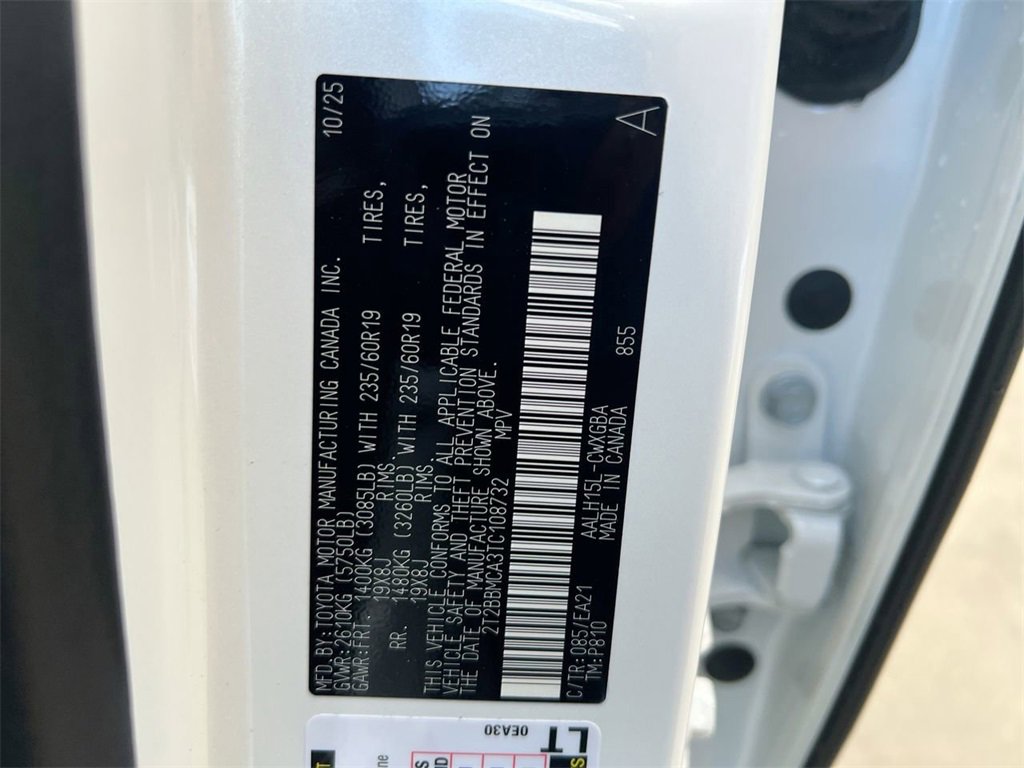 MFD.BY:TOYOTA MOTOR MANUFACTURING CANADA INC. 10/25
GVWR:2610KG (5750LB)
GAWR:FRT. 1400KG (3085LB) WITH 235/60R19 TIRES,
19X8J RIMS
RR. 1480KG (3260LB) WITH 235/60R19 TIRES,
19X8J RIMS
THIS VEHICLE CONFORMS TO ALL APPLICABLE FEDERAL MOTOR
VEHICLE SAFETY AND THEFT PREVENTION STANDARDS IN EFFECT ON
THE DATE OF MANUFACTURE SHOWN ABOVE.
2T2BBMCA3TC108732 MPV
C/TR:085/EA21 AALH15L-CWXGBA 855
TM:P810 MADE IN CANADA
A
0EA30
LT